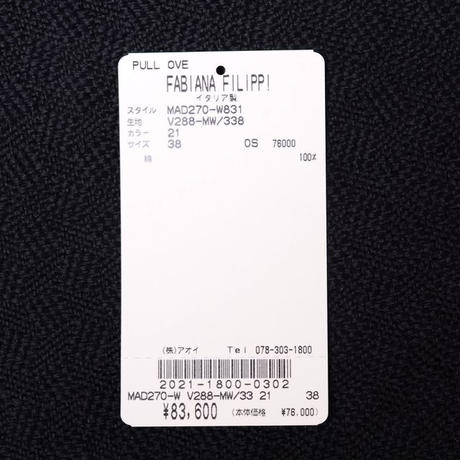 PULL OVE
FABIANA FILIPPI
イタリア製
スタイル MAD270-W831
生地 V288-MW/338
カラー 21
サイズ 38 OS 76000
綿 100%
(株)アオイ Tel 078-303-1800
2021-1800-0302
MAD270-W V288-MW/33 21 38
¥83,600 (本体価格 ¥76,000)